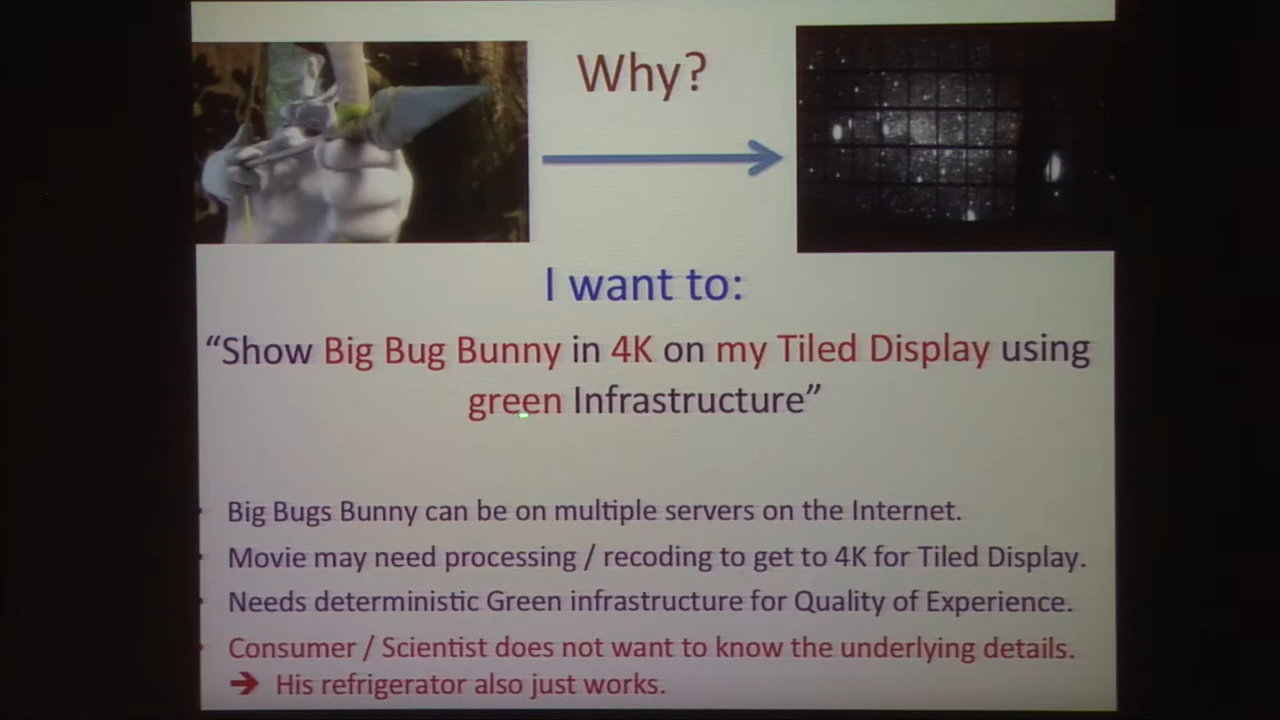 Why?
I want to:
“Show Big Bug Bunny in 4K on my Tiled Display using
green Infrastructure”
Big Bugs Bunny can be on multiple servers on the Internet.
Movie may need processing / recoding to get to 4K for Tiled Display.
Needs deterministic Green infrastructure for Quality of Experience.
Consumer / Scientist does not want to know the underlying details.
➔ His refrigerator also just works.